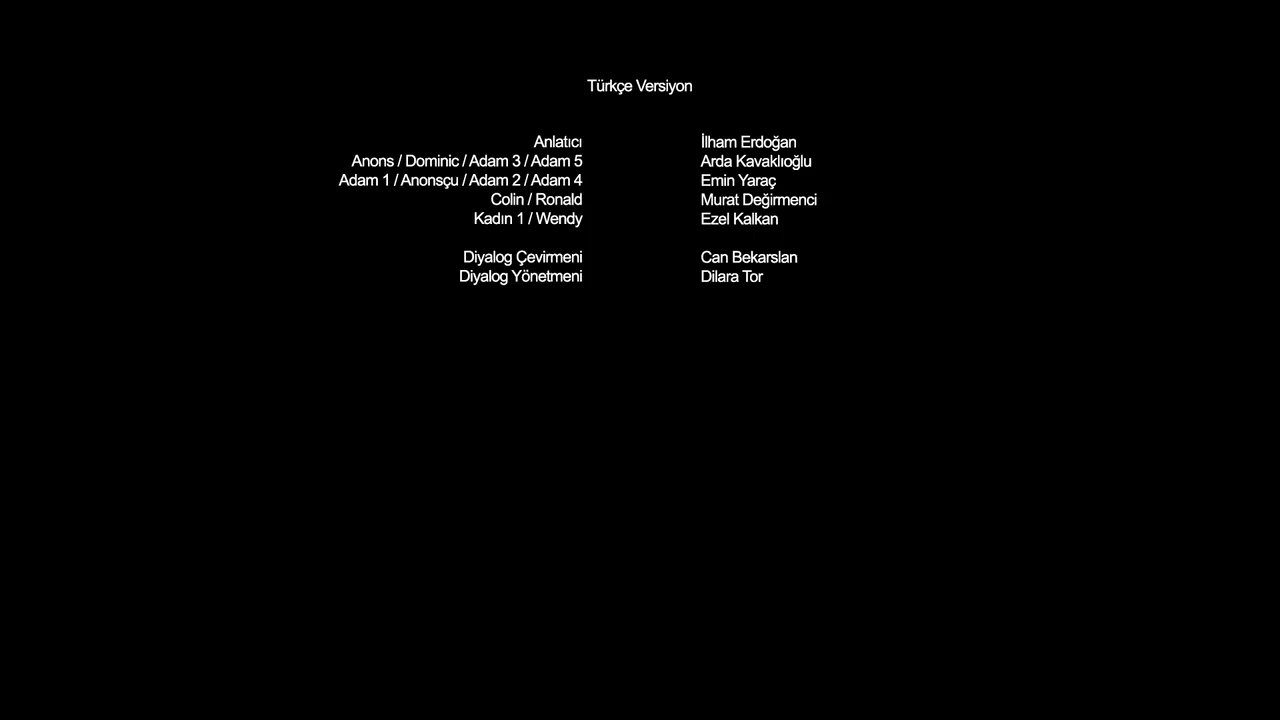 Türkçe Versiyon
Anlatıcı İlham Erdoğan
Anons / Dominic / Adam 3 / Adam 5 Arda Kavaklıoğlu
Adam 1 / Anonsçu / Adam 2 / Adam 4 Emin Yaraç
Colin / Ronald Murat Değirmenci
Kadın 1 / Wendy Ezel Kalkan
Diyalog Çevirmeni Can Bekarslan
Diyalog Yönetmeni Dilara Tor